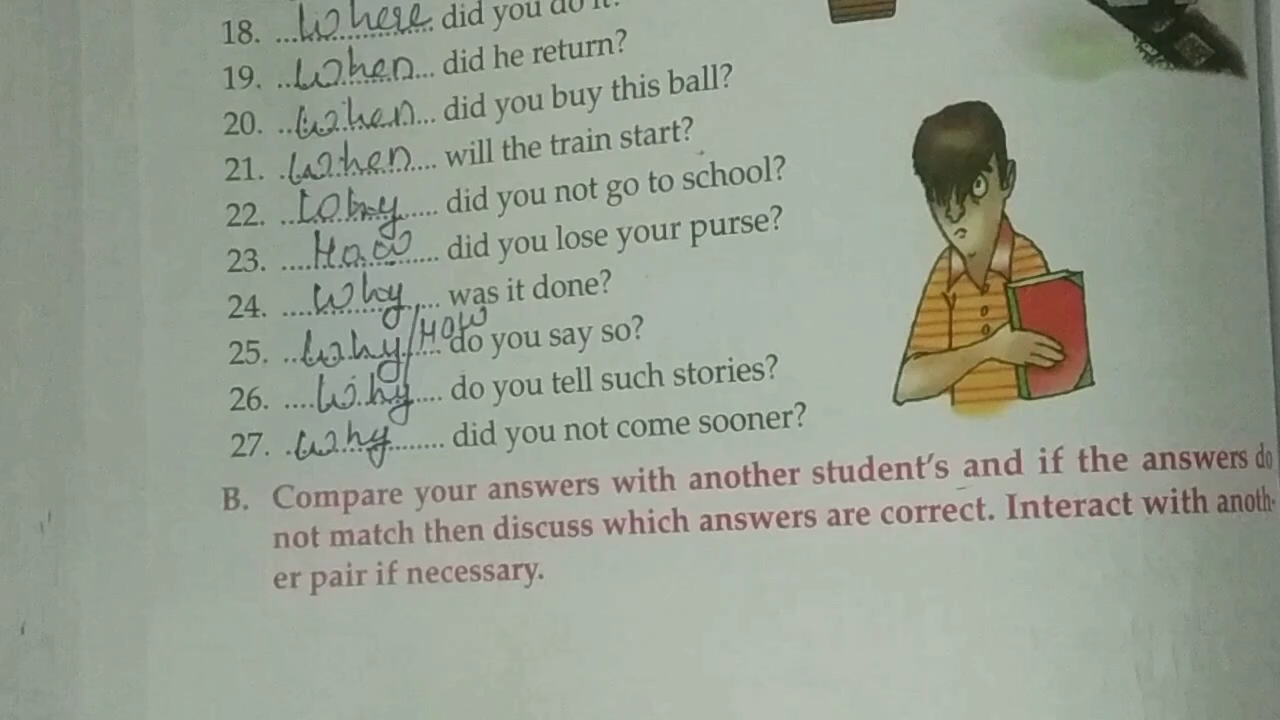 18. ...Where... did you do it?
19. ..When... did he return?
20. ..When... did you buy this ball?
21. .When.... will the train start?
22. ..Why..... did you not go to school?
23. ....How.... did you lose your purse?
24. ....Why.... was it done?
25. ..Why/How.... do you say so?
26. ....Why.... do you tell such stories?
27. .Why....... did you not come sooner?
B. Compare your answers with another student's and if the answers do
not match then discuss which answers are correct. Interact with anoth-
er pair if necessary.